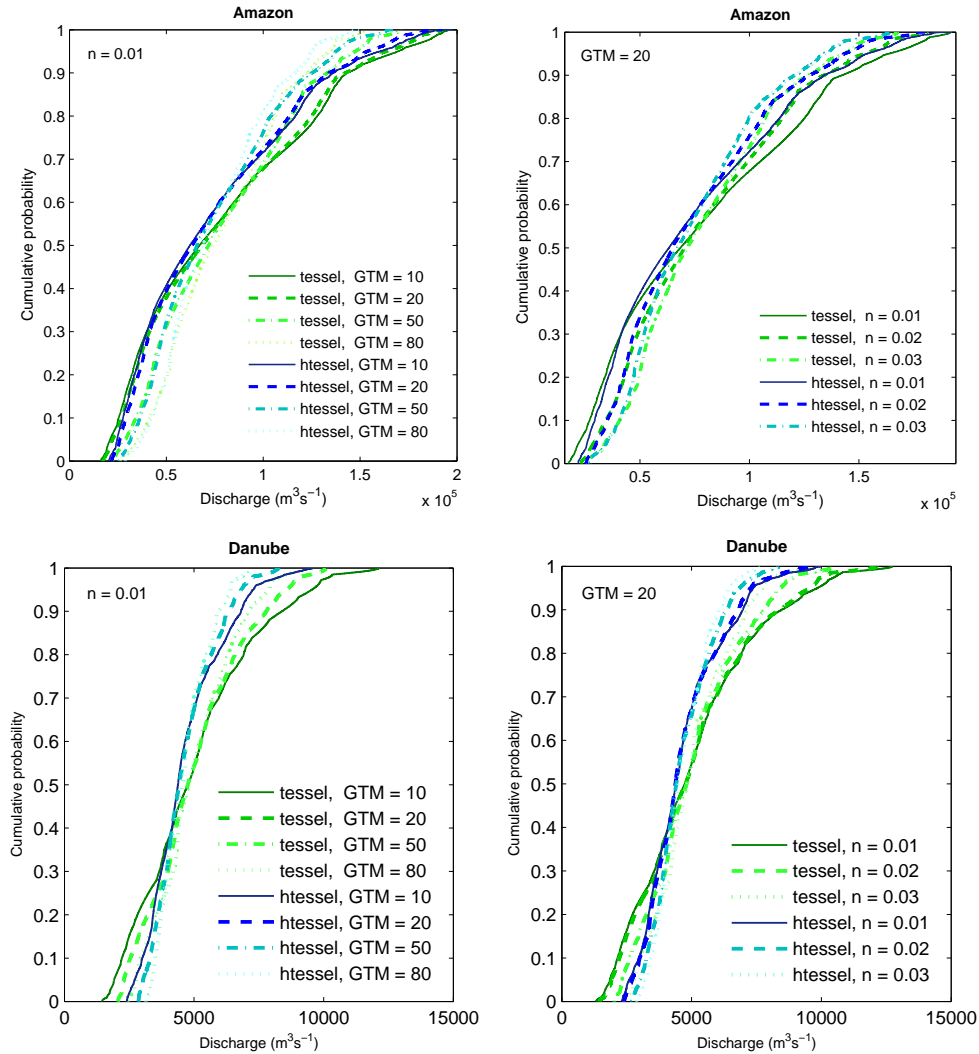 Amazon
n = 0.01
Cumulative probability
1
0.9
0.8
0.7
0.6
0.5
0.4
0.3
0.2
0.1
0
tessel, GTM = 10
tessel, GTM = 20
tessel, GTM = 50
tessel, GTM = 80
htessel, GTM = 10
htessel, GTM = 20
htessel, GTM = 50
htessel, GTM = 80
0 0.5 1 1.5 2
x 10^5
Discharge (m³s⁻¹)
Amazon
GTM = 20
Cumulative probability
1
0.9
0.8
0.7
0.6
0.5
0.4
0.3
0.2
0.1
0
tessel, n = 0.01
tessel, n = 0.02
tessel, n = 0.03
htessel, n = 0.01
htessel, n = 0.02
htessel, n = 0.03
0.5 1 1.5
x 10^5
Discharge (m³s⁻¹)
Danube
n = 0.01
Cumulative probability
1
0.9
0.8
0.7
0.6
0.5
0.4
0.3
0.2
0.1
0
tessel, GTM = 10
tessel, GTM = 20
tessel, GTM = 50
tessel, GTM = 80
htessel, GTM = 10
htessel, GTM = 20
htessel, GTM = 50
htessel, GTM = 80
0 5000 10000 15000
Discharge (m³s⁻¹)
Danube
GTM = 20
Cumulative probability
1
0.9
0.8
0.7
0.6
0.5
0.4
0.3
0.2
0.1
0
tessel, n = 0.01
tessel, n = 0.02
tessel, n = 0.03
htessel, n = 0.01
htessel, n = 0.02
htessel, n = 0.03
0 5000 10000 15000
Discharge (m³s⁻¹)